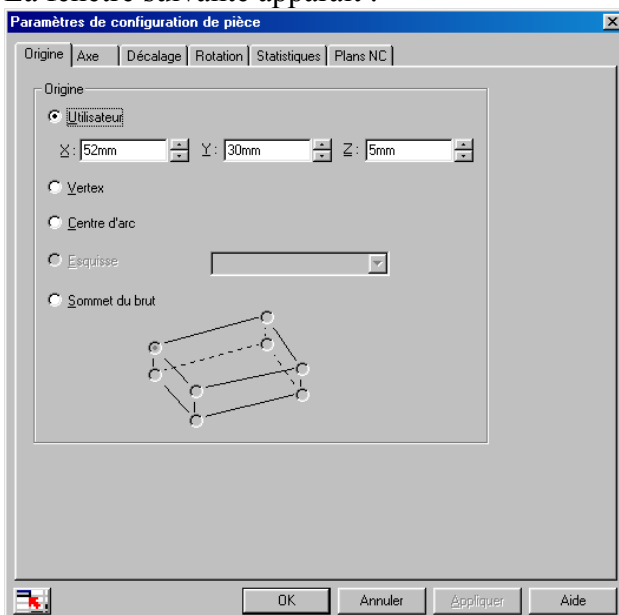 La fenêtre suivante apparaît :
Paramètres de configuration de pièce
Origine Axe Décalage Rotation Statistiques Plans NC
Origine
Utilisateur
X: 52mm Y: 30mm Z: 5mm
Vertex
Centre d'arc
Esquisse
Sommet du brut
OK Annuler Appliquer Aide